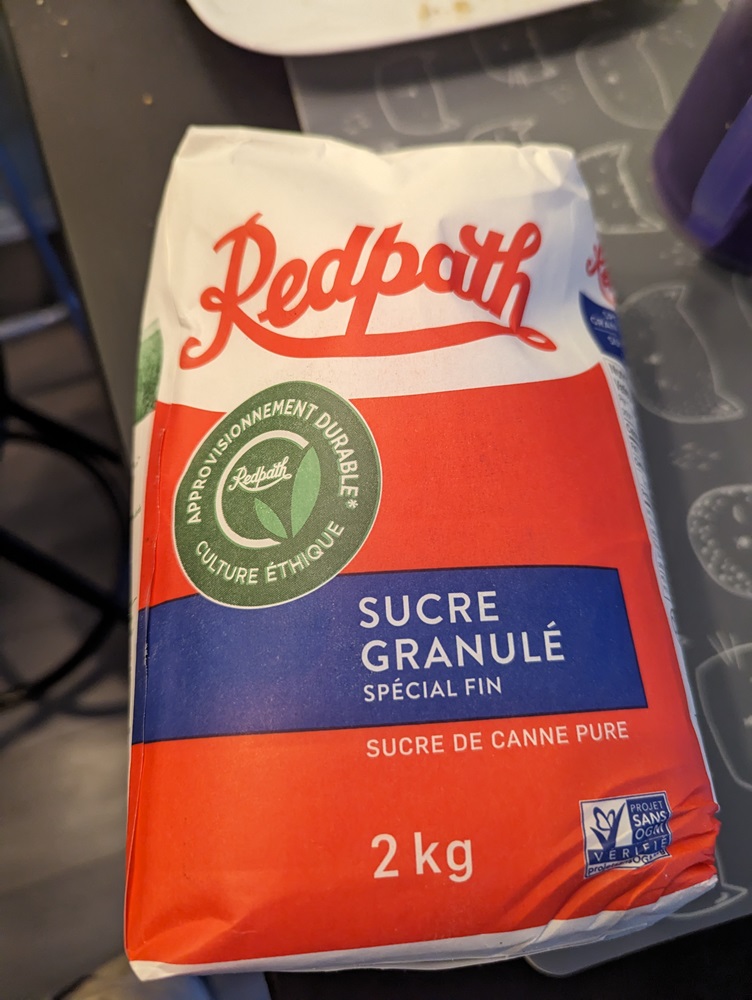 Redpath
APPROVISIONNEMENT DURABLE*
Redpath
CULTURE ÉTHIQUE
SUCRE
GRANULÉ
SPÉCIAL FIN
SUCRE DE CANNE PURE
2 kg
PROJET
SANS
OGM
VÉRIFIÉ